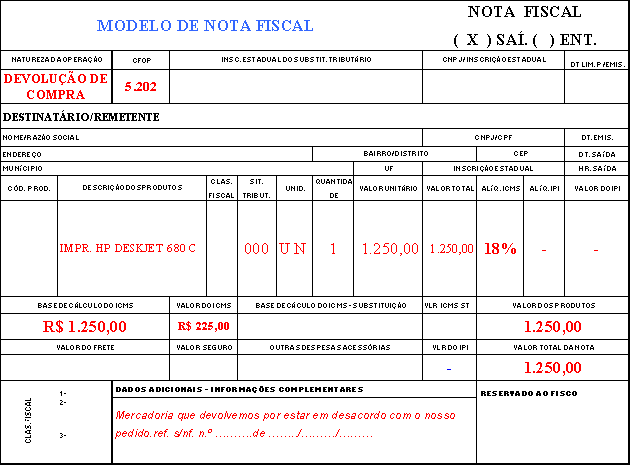 MODELO DE NOTA FISCAL
NOTA FISCAL
( X ) SAÍ. ( ) ENT.
NATUREZA DA OPERAÇÃO CFOP INSC. ESTADUAL DO SUBSTIT. TRIBUTÁRIO CNPJ/INSCRIÇÃO ESTADUAL DT LIM. P/EMIS.
DEVOLUÇÃO DE
COMPRA
5.202
DESTINATÁRIO/REMETENTE
NOME/RAZÃO SOCIAL CNPJ/CPF DT. EMIS.
ENDEREÇO BAIRRO/DISTRITO CEP DT. SAÍDA
MUNICÍPIO UF INSCRIÇÃO ESTADUAL HR. SAÍDA
CÓD. PROD. DESCRIÇÃO DOS PRODUTOS CLAS. FISCAL SIT. TRIBUT. UNID. QUANTIDA DE VALOR UNITÁRIO VALOR TOTAL ALÍQ. ICMS ALÍQ. IPI VALOR DO IPI
IMPR. HP DESKJET 680 C 000 UN 1 1.250,00 1.250,00 18% - -
BASE DE CÁLCULO DO ICMS VALOR DO ICMS BASE DE CÁCULO DO ICMS - SUBSTITUIÇÃO VLR ICMS ST VALOR DOS PRODUTOS
R$ 1.250,00 R$ 225,00 1.250,00
VALOR DO FRETE VALOR SEGURO OUTRAS DESPESAS ACESSÓRIAS VLR DO IPI VALOR TOTAL DA NOTA
- 1.250,00
CLAS. FISCAL
1-
2-
3-
DADOS ADICIONAIS - INFORMAÇÕES COMPLEMENTARES
Mercadoria que devolvemos por estar em desacordo com o nosso
pedido.ref. s/nf. n.º ..........de ......../........./.........
RESERVADO AO FISCO